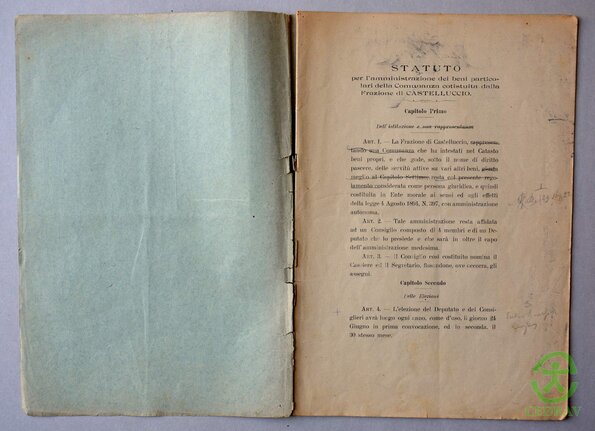 STATUTO
per l'amministrazione dei beni partico-
lari della Comunanza cotistuita dalla
Frazione di CASTELLUCCIO.
Capitolo Primo
Dell'istituzione e sua rappresentanza
ART. 1. — La Frazione di Castelluccio, rappresen-
tando una Comunanza che ha intestati nel Catasto
beni propri, e che gode, sotto il nome di diritto
pascere, delle servitù attive su vari altri beni, giusta
meglio al Capitolo Settimo, resta col presente rego-
lamento considerata come persona giuridica, e quindi
costituita in Ente morale ai sensi ed agli effetti
della legge 4 Agosto 1894, N. 397, con amministrazione
autonoma.
ART. 2. — Tale amministrazione resta affidata
ad un Consiglio composto di 4 membri e di un De-
putato che lo presiede e che sarà in oltre il capo
dell'amministrazione medesima.
ART. 3. — Il Consiglio così costituito nomina il
Cassiere ed il Segretario, fissandone, ove occorra, gli
assegni.
Capitolo Secondo
Delle Elezioni
ART. 4. — L'elezione del Deputato e dei Consi-
glieri avrà luogo ogni anno, come d'uso, il giorno 24
Giugno in prima convocazione, ed in seconda, il
30 stesso mese.